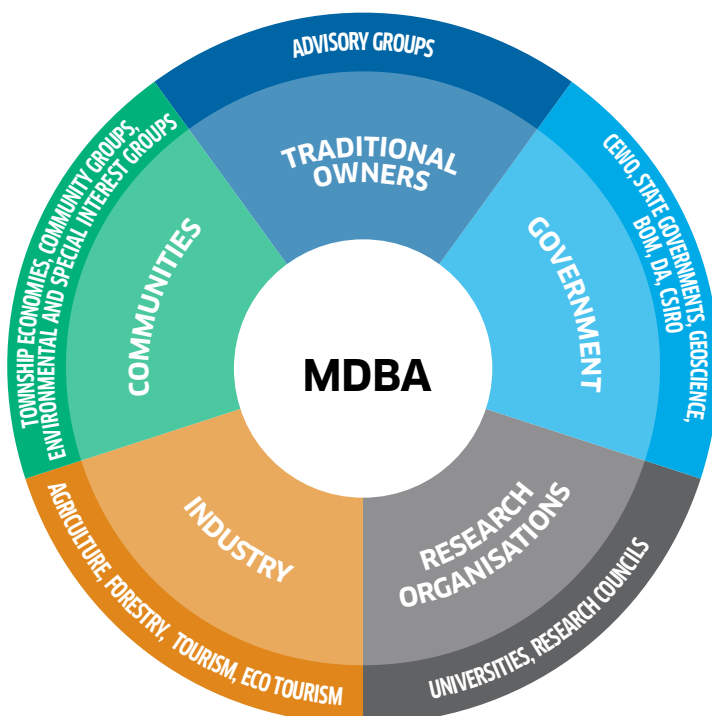 ADVISORY GROUPS
TRADITIONAL
OWNERS
CEWO, STATE GOVERNMENTS, GEOSCIENCE,
BOM, DA, CSIRO
GOVERNMENT
UNIVERSITIES, RESEARCH COUNCILS
RESEARCH
ORGANISATIONS
AGRICULTURE, FORESTRY, TOURISM, ECO TOURISM
INDUSTRY
TOWNSHIP ECONOMIES, COMMUNITY GROUPS,
ENVIRONMENTAL AND SPECIAL INTEREST GROUPS
COMMUNITIES
MDBA